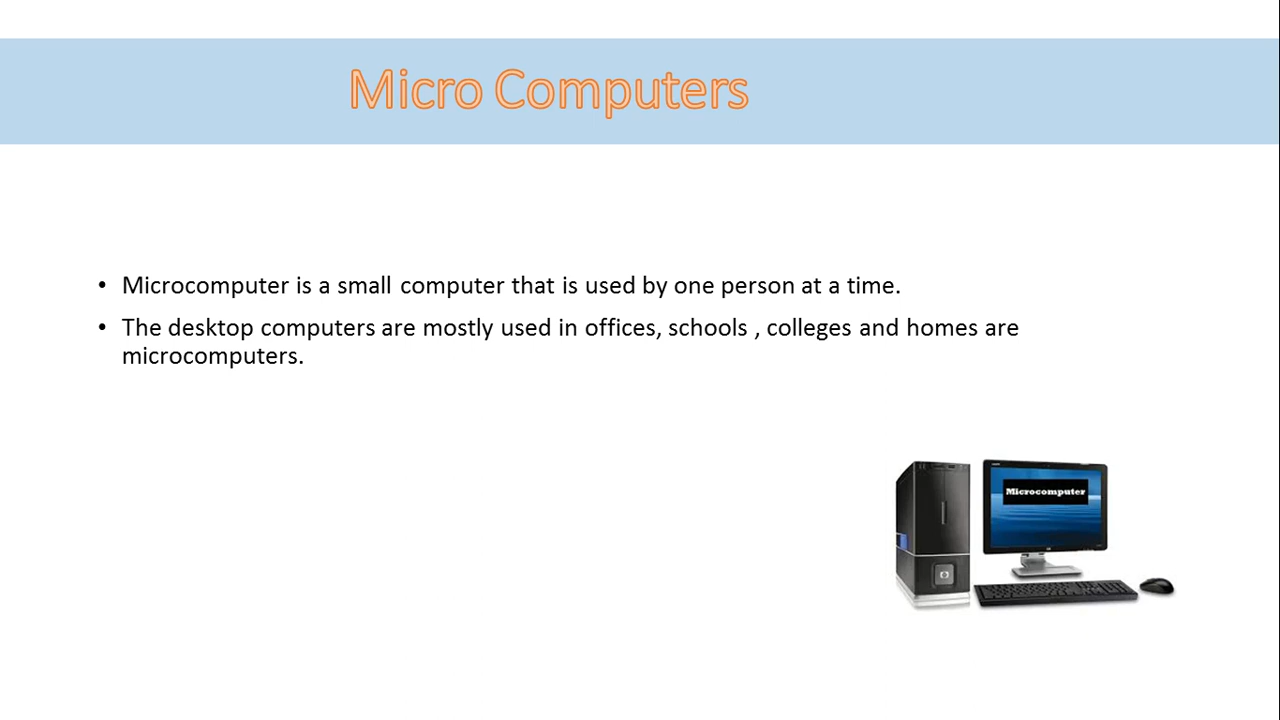 Micro Computers
• Microcomputer is a small computer that is used by one person at a time.
• The desktop computers are mostly used in offices, schools , colleges and homes are
microcomputers.
Microcomputer